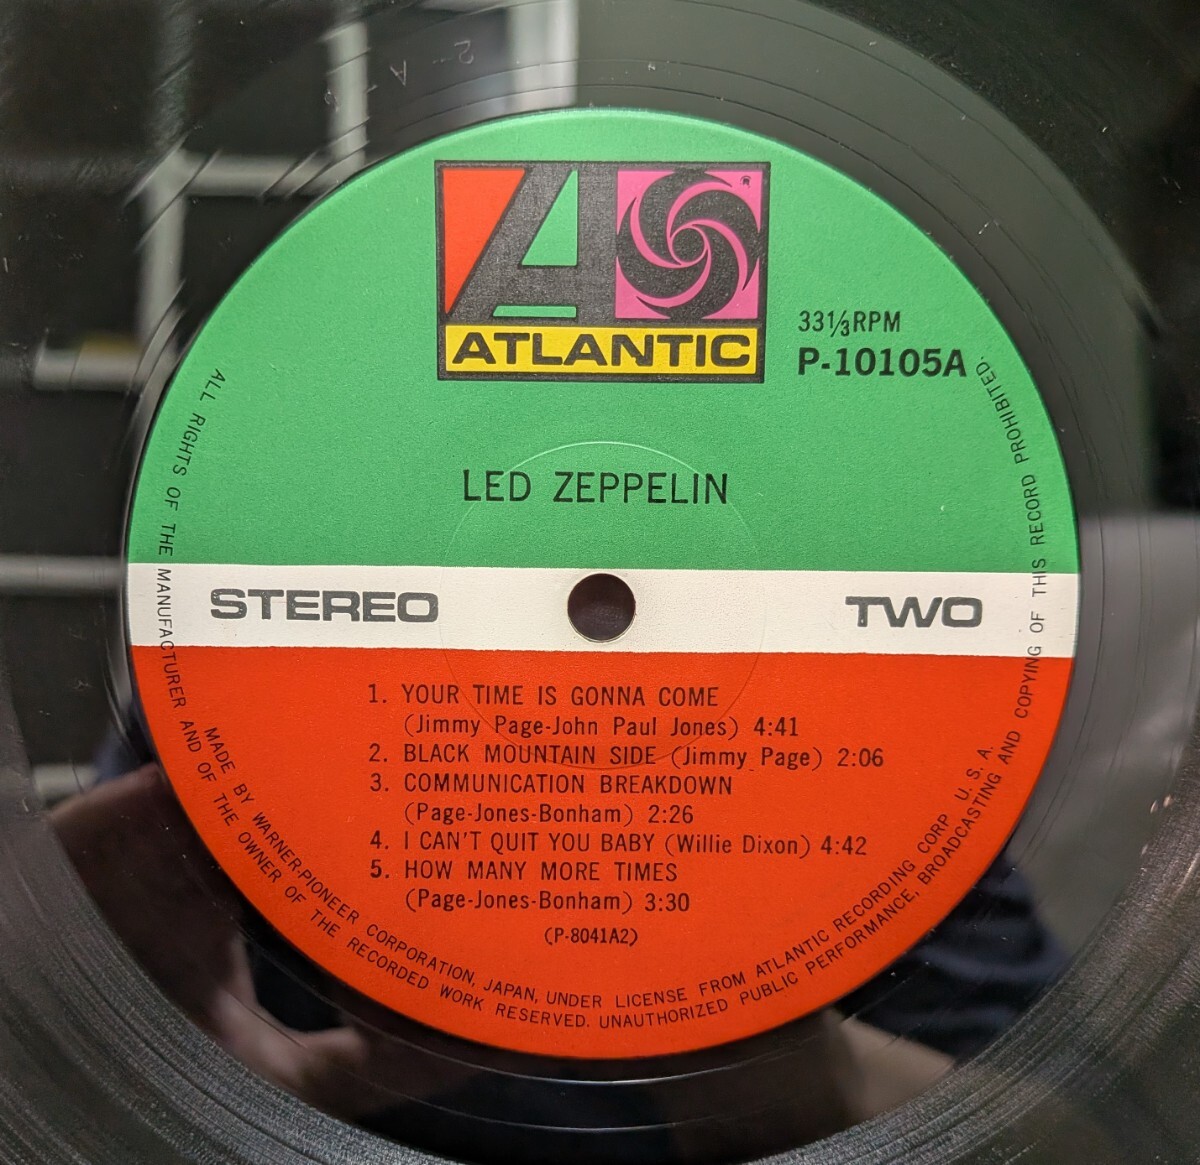 2-A-5
®
ATLANTIC
33⅓RPM
P-10105A
LED ZEPPELIN
STEREO
TWO
1. YOUR TIME IS GONNA COME
(Jimmy Page-John Paul Jones) 4:41
2. BLACK MOUNTAIN SIDE (Jimmy Page) 2:06
3. COMMUNICATION BREAKDOWN
(Page-Jones-Bonham) 2:26
4. I CAN'T QUIT YOU BABY (Willie Dixon) 4:42
5. HOW MANY MORE TIMES
(Page-Jones-Bonham) 3:30
(P-8041A2)
MADE BY WARNER-PIONEER CORPORATION, JAPAN, UNDER LICENSE FROM ATLANTIC RECORDING CORP U. S. A.
ALL RIGHTS OF THE MANUFACTURER AND OF THE OWNER OF THE RECORDED WORK RESERVED. UNAUTHORIZED PUBLIC PERFORMANCE, BROADCASTING AND COPYING OF THIS RECORD PROHIBITED.